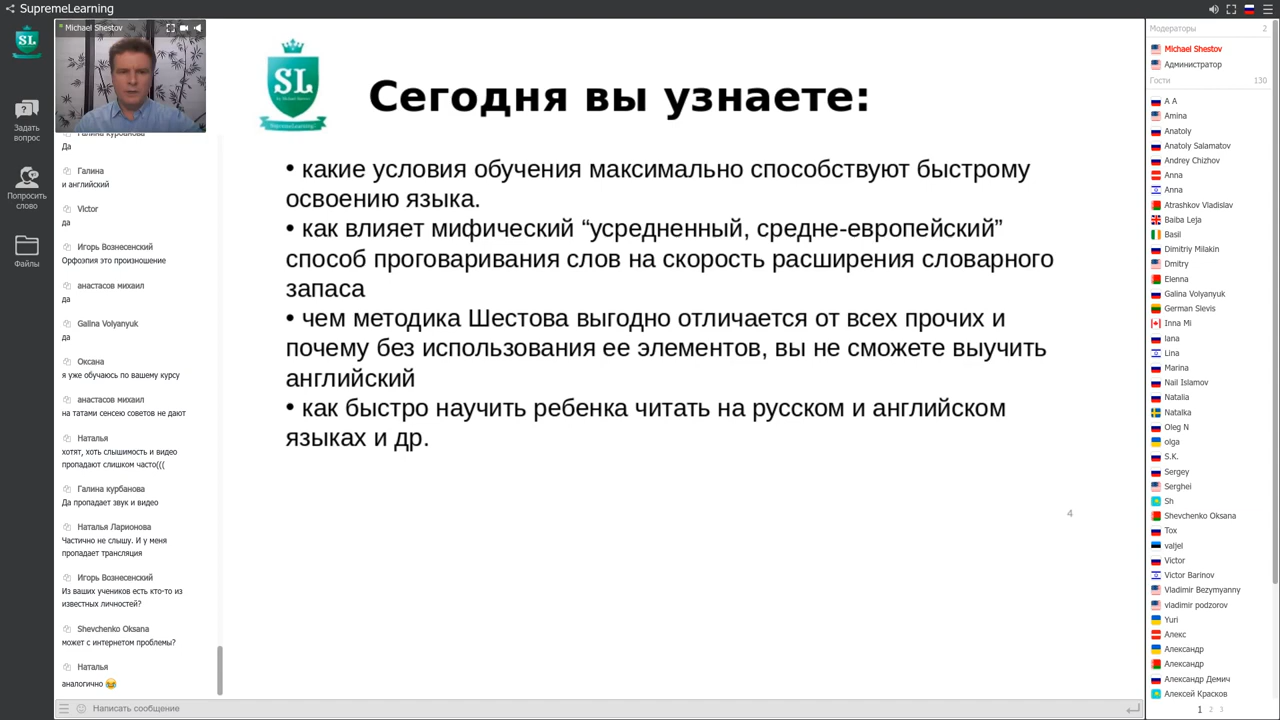 SuperLearning
Michael Shestov
Задать
вопрос
Попросить
слово
Файлы
Галина курбанова
Да
Галина
и английский
Victor
да
Игорь Вознесенский
Орфоэпия это произношение
анастасов михаил
да
Galina Volyanyuk
да
Оксана
я уже обучаюсь по вашему курсу
анастасов михаил
на татами сенсею советов не дают
Наталья
хотят, хоть слышимость и видео
пропадают слишком часто(((
Галина курбанова
Да пропадает звук и видео
Наталья Ларионова
Частично не слышу. И у меня
пропадает трансляция
Игорь Вознесенский
Из ваших учеников есть кто-то из
известных личностей?
Shevchenko Oksana
может с интернетом проблемы?
Наталья
аналогично 😂
Написать сообщение
SL
Сегодня вы узнаете:
• какие условия обучения максимально способствуют быстрому
освоению языка.
• как влияет мифический “усредненный, средне-европейский”
способ проговаривания слов на скорость расширения словарного
запаса
• чем методика Шестова выгодно отличается от всех прочих и
почему без использования ее элементов, вы не сможете выучить
английский
• как быстро научить ребенка читать на русском и английском
языках и др.
4
Модераторы 2
Michael Shestov
Администратор
Гости 130
A A
Amina
Anatoly
Anatoly Salamatov
Andrey Chizhov
Anna
Anna
Atrashkov Vladislav
Baiba Leja
Basil
Dimitriy Milakin
Dmitry
Elenna
Galina Volyanyuk
German Slevis
Inna Mi
Iana
Lina
Marina
Nail Islamov
Natalia
Natalka
Oleg N
olga
S.K.
Sergey
Serghei
Sh
Shevchenko Oksana
Tox
valjel
Victor
Victor Barinov
Vladimir Bezymyanny
vladimir podzorov
Yuri
Алекс
Александр
Александр
Александр Демич
Алексей Красков
1 2 3